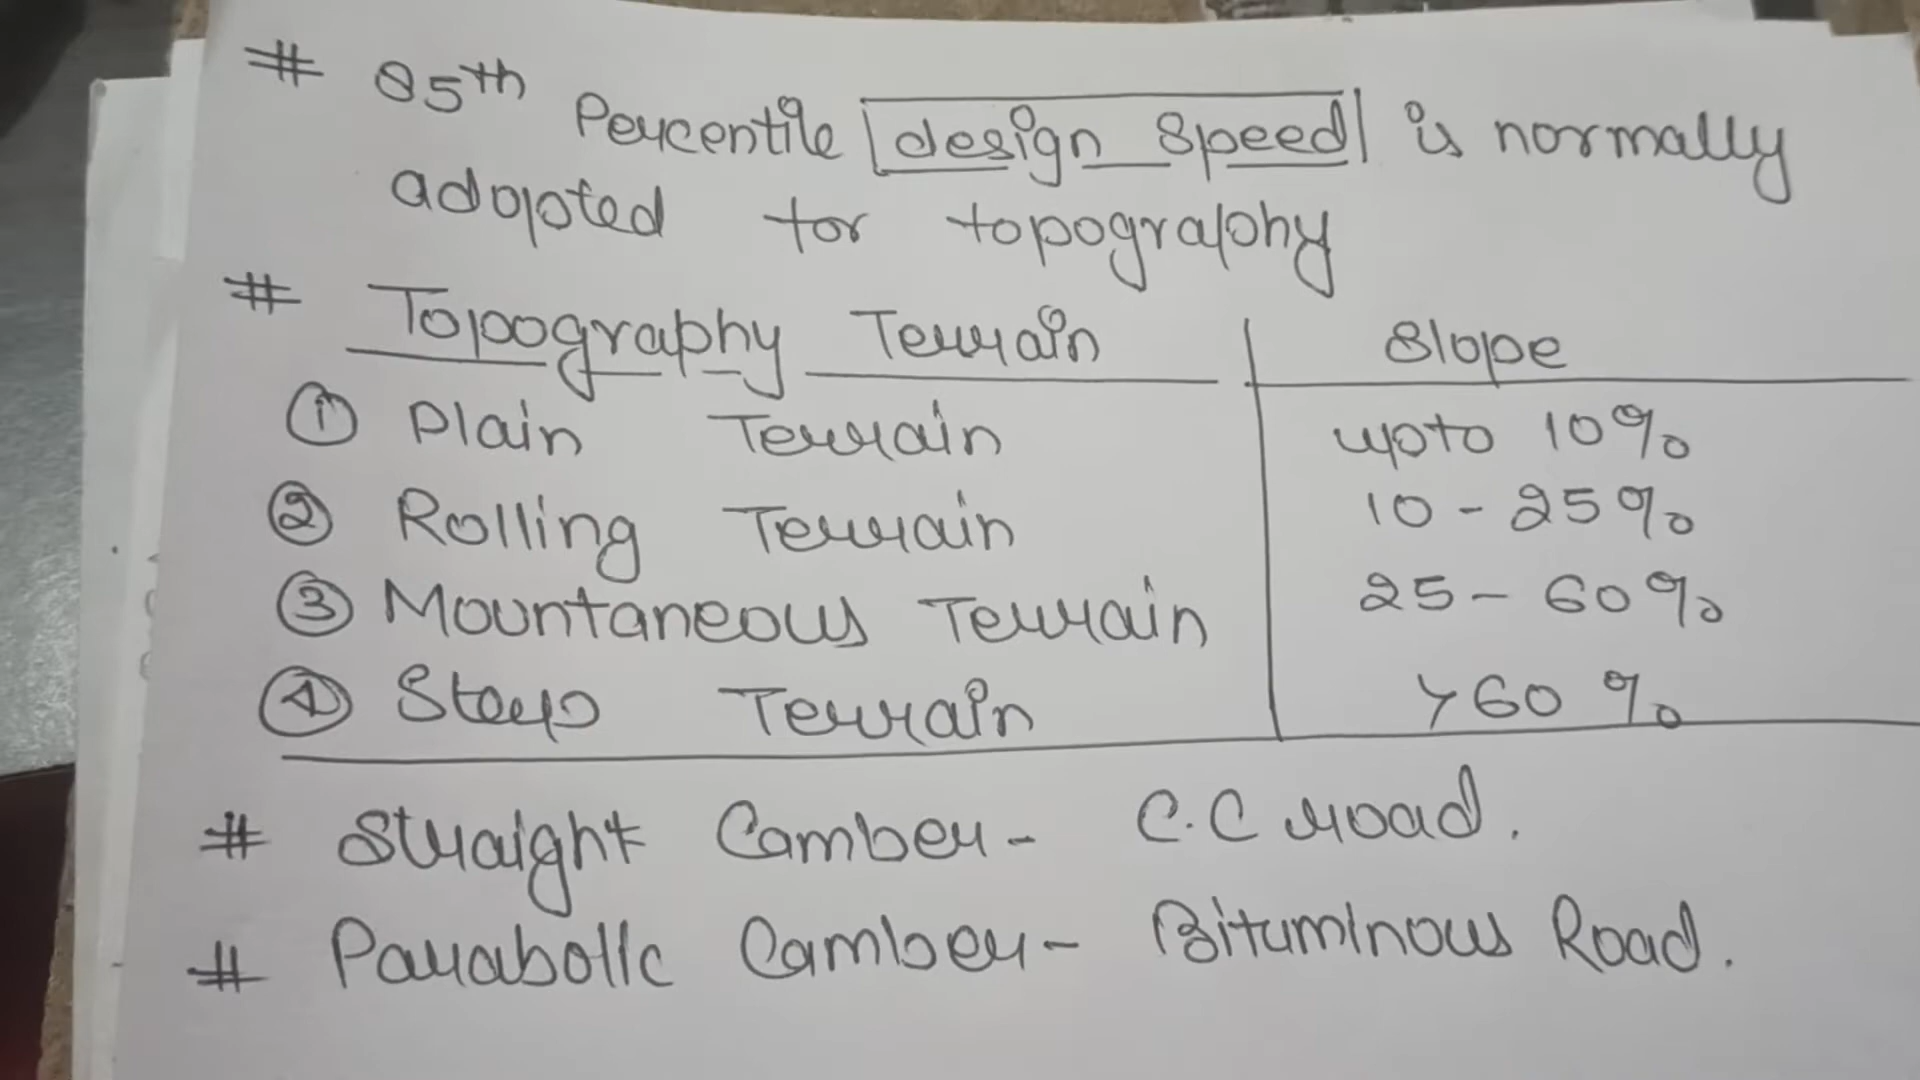 # 85th Percentile design speed is normally
adopted for topography
# Topography Terrain | Slope
① Plain Terrain upto 10%
② Rolling Terrain 10 - 25%
③ Mountaneous Terrain 25 - 60%
④ Steep Terrain >60%
# Straight Camber - C.C road.
# Parabolic Camber - Bituminous Road.